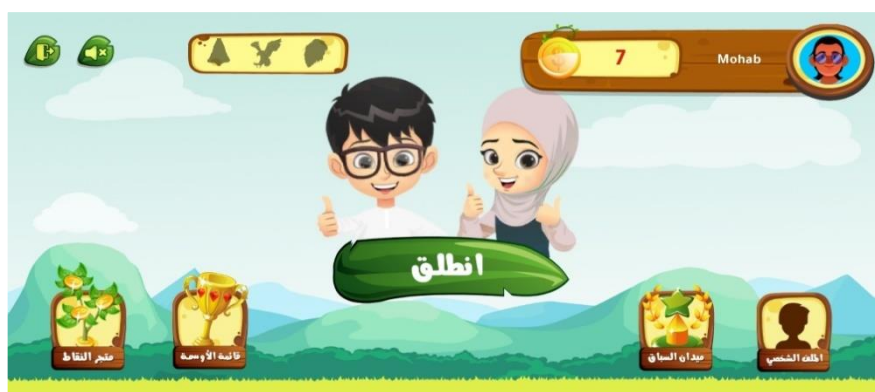 7
Mohab
انطلق
متجر النقاط
قائمة الأوسمة
ميدان السباق
الملف الشخصي